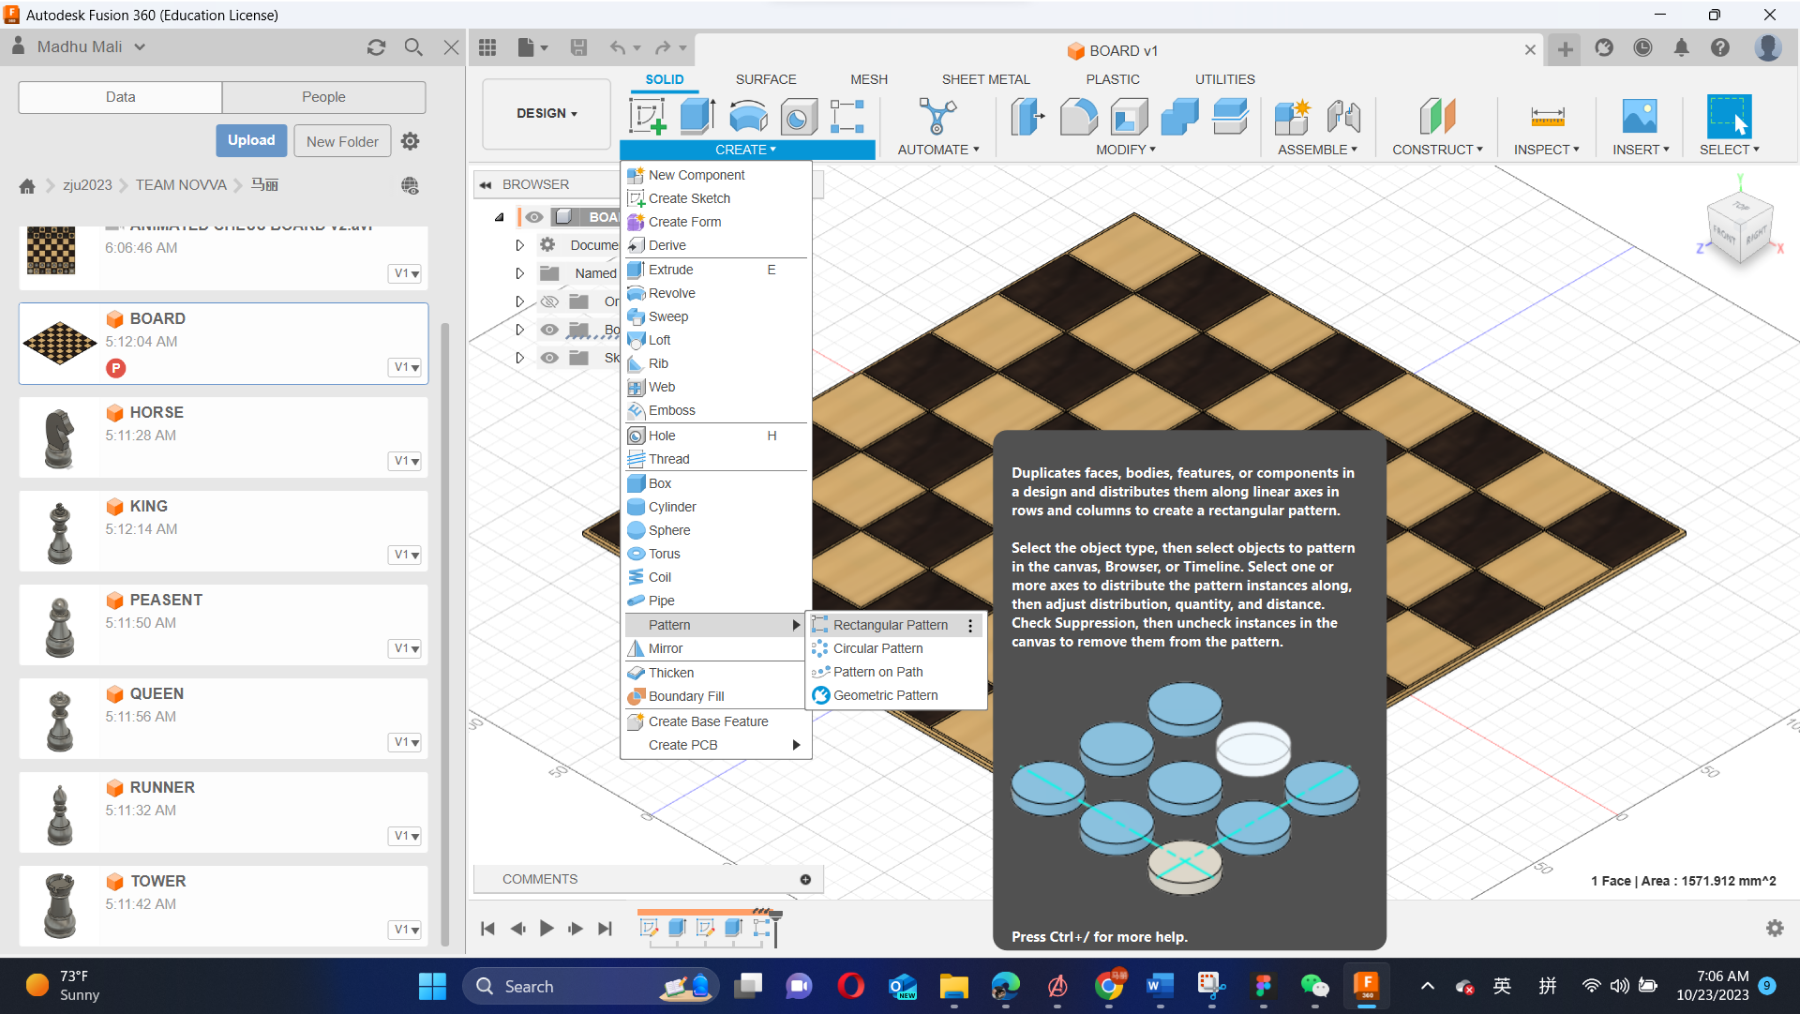 Autodesk Fusion 360 (Education License)
Madhu Mali
Data
People
Upload
New Folder
zju2023
TEAM NOVVA
马丽
ANIMATED CHESS BOARD v2.avi
6:06:46 AM
V1
BOARD
5:12:04 AM
P
V1
HORSE
5:11:28 AM
V1
KING
5:12:14 AM
V1
PEASENT
5:11:50 AM
V1
QUEEN
5:11:56 AM
V1
RUNNER
5:11:32 AM
V1
TOWER
5:11:42 AM
V1
BOARD v1
SOLID
SURFACE
MESH
SHEET METAL
PLASTIC
UTILITIES
DESIGN
CREATE
AUTOMATE
MODIFY
ASSEMBLE
CONSTRUCT
INSPECT
INSERT
SELECT
BROWSER
BOA
Docume
Named
Or
Bo
Sk
New Component
Create Sketch
Create Form
Derive
Extrude E
Revolve
Sweep
Loft
Rib
Web
Emboss
Hole H
Thread
Box
Cylinder
Sphere
Torus
Coil
Pipe
Pattern
Mirror
Thicken
Boundary Fill
Create Base Feature
Create PCB
Rectangular Pattern
Circular Pattern
Pattern on Path
Geometric Pattern
Duplicates faces, bodies, features, or components in
a design and distributes them along linear axes in
rows and columns to create a rectangular pattern.
Select the object type, then select objects to pattern
in the canvas, Browser, or Timeline. Select one or
more axes to distribute the pattern instances along,
then adjust distribution, quantity, and distance.
Check Suppression, then uncheck instances in the
canvas to remove them from the pattern.
Press Ctrl+/ for more help.
Y
TOP
FRONT
RIGHT
Z
X
50
0
0
50
50
1 Face | Area : 1571.912 mm^2
COMMENTS
73°F
Sunny
Search
NEW
W
F
360
英
拼
7:06 AM
10/23/2023
9